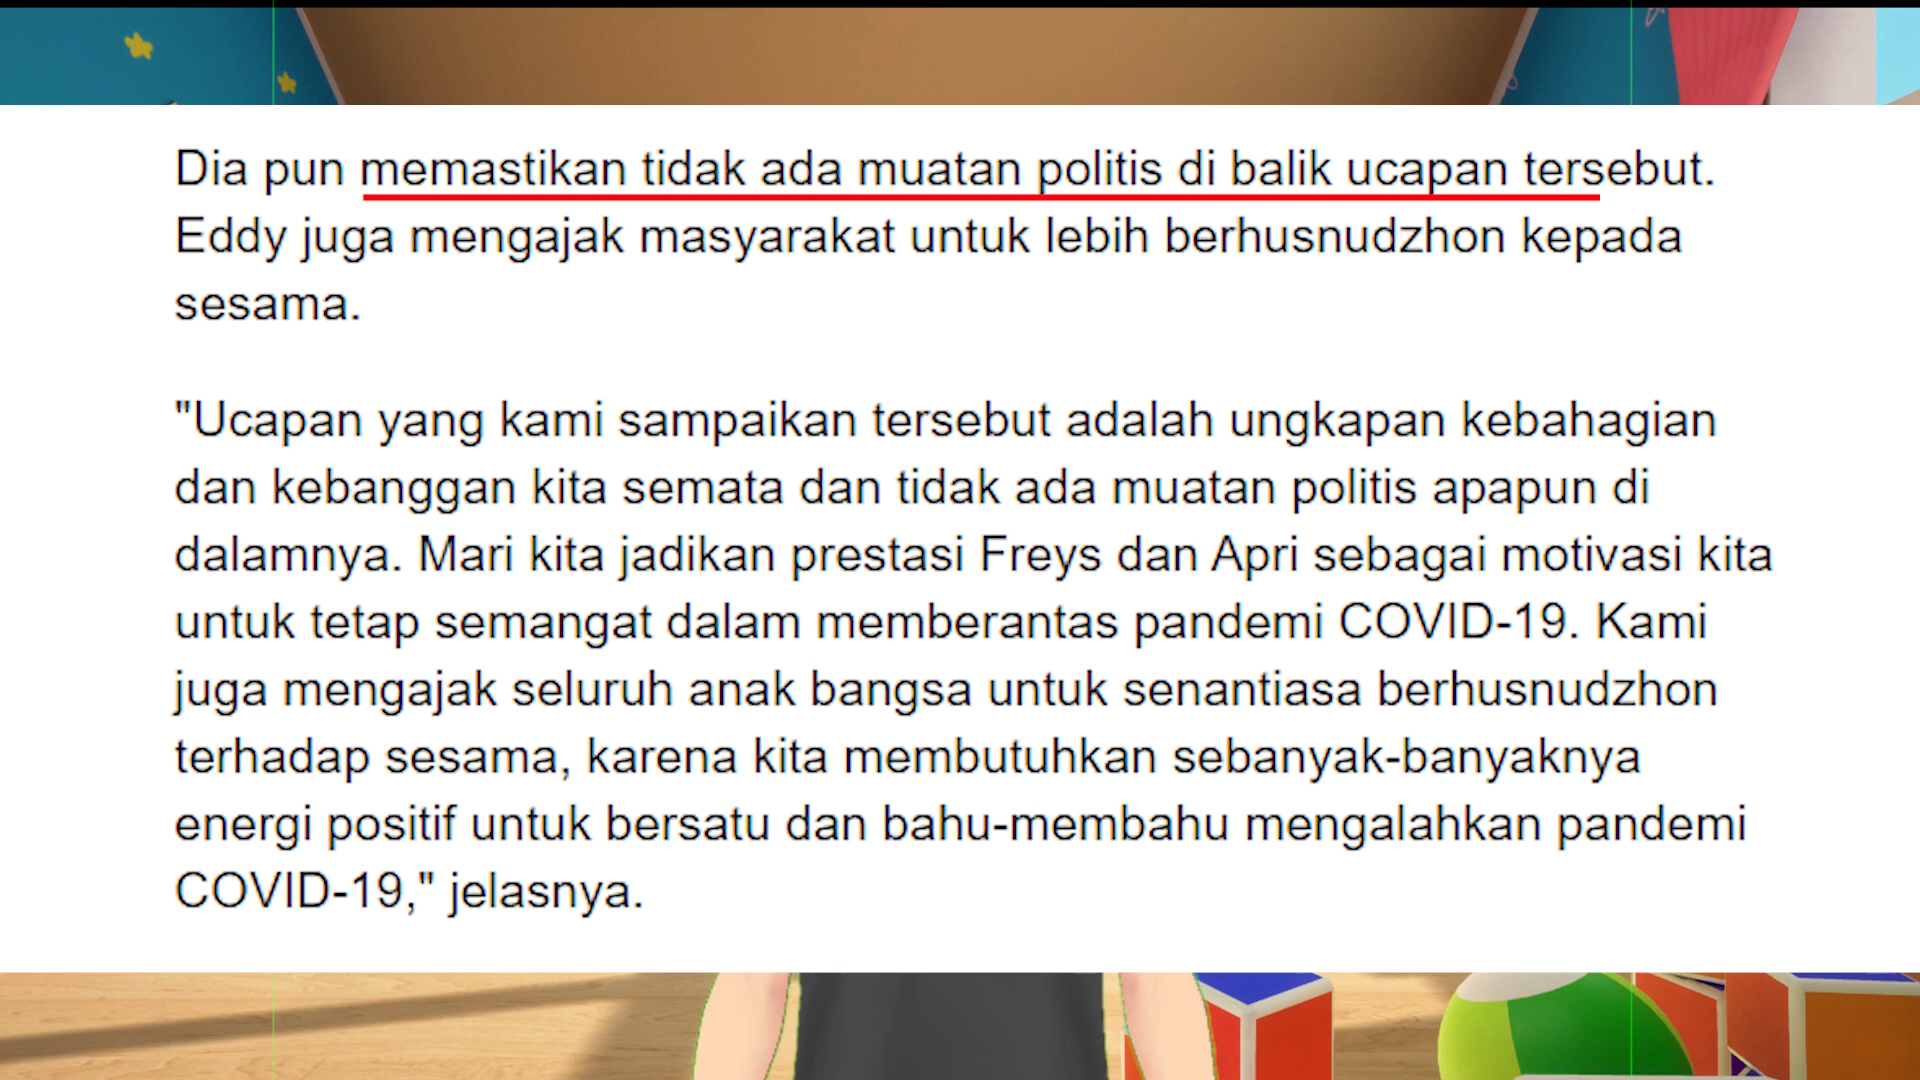 Dia pun memastikan tidak ada muatan politis di balik ucapan tersebut.
Eddy juga mengajak masyarakat untuk lebih berhusnudzhon kepada
sesama.
"Ucapan yang kami sampaikan tersebut adalah ungkapan kebahagian
dan kebanggan kita semata dan tidak ada muatan politis apapun di
dalamnya. Mari kita jadikan prestasi Freys dan Apri sebagai motivasi kita
untuk tetap semangat dalam memberantas pandemi COVID-19. Kami
juga mengajak seluruh anak bangsa untuk senantiasa berhusnudzhon
terhadap sesama, karena kita membutuhkan sebanyak-banyaknya
energi positif untuk bersatu dan bahu-membahu mengalahkan pandemi
COVID-19," jelasnya.